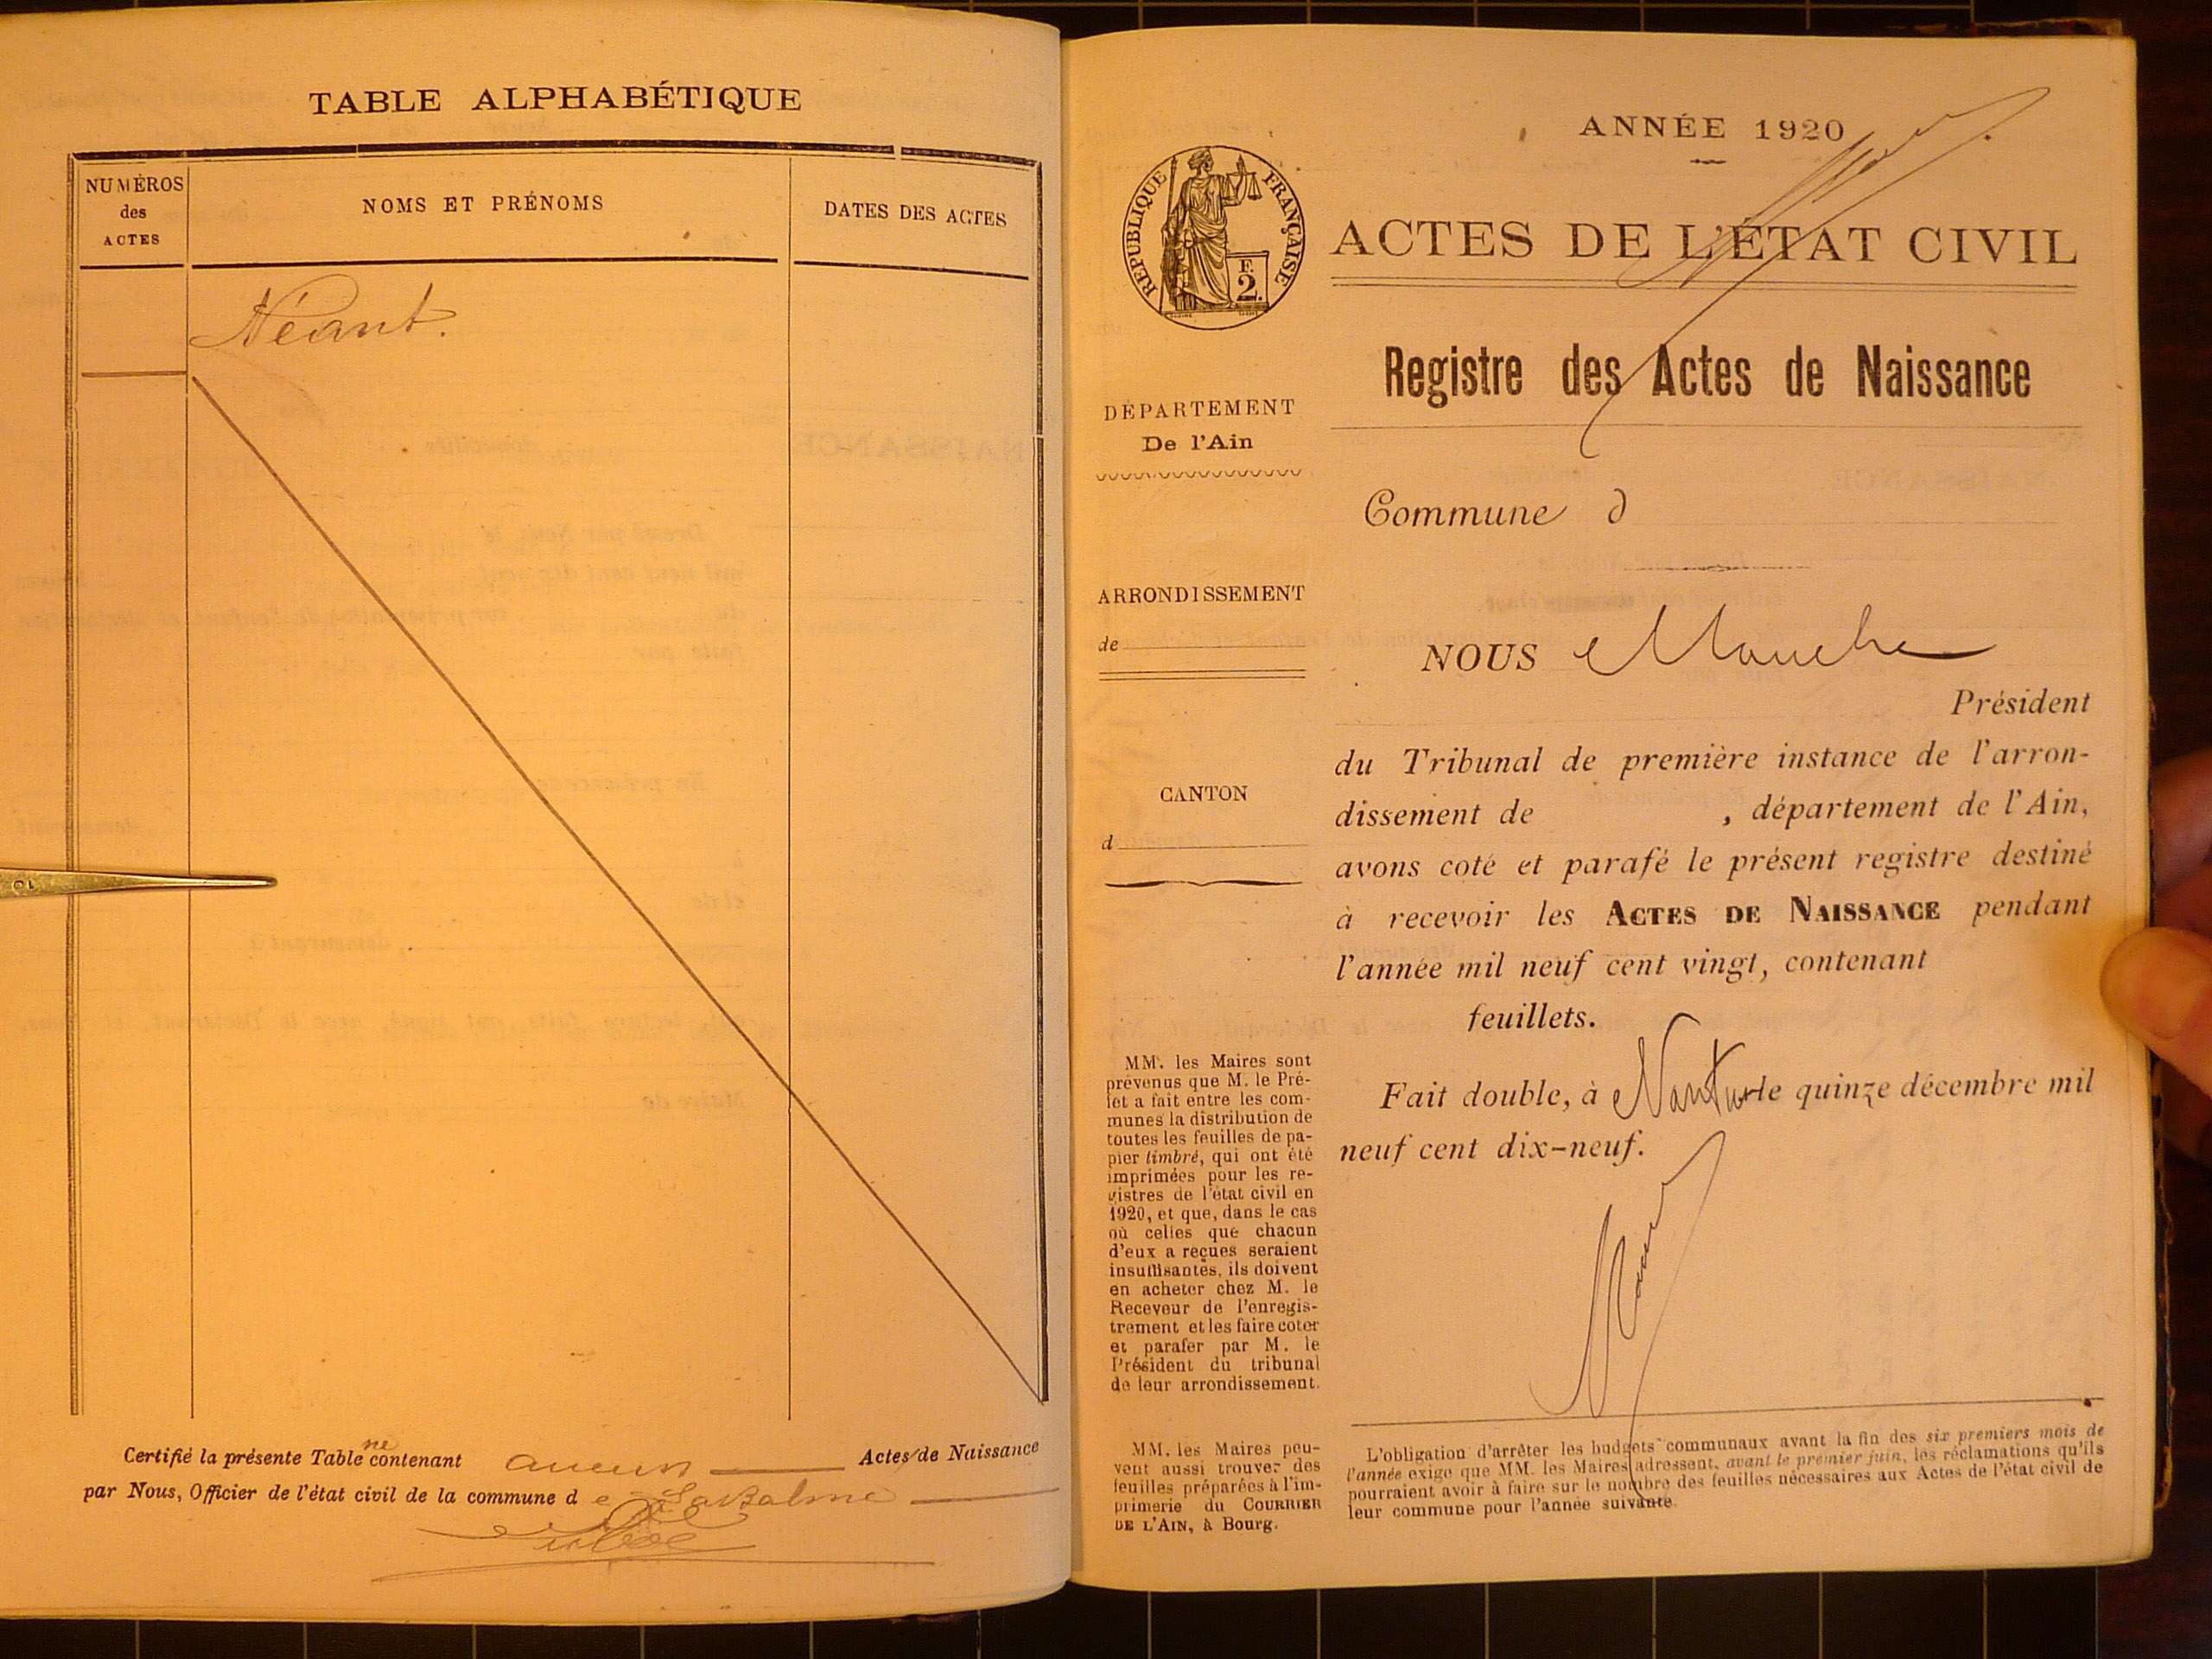 TABLE ALPHABÉTIQUE
NUMÉROS
des
ACTES
NOMS ET PRÉNOMS
DATES DES ACTES
Néant.
ne
Certifié la présente Table contenant aucun Actes de Naissance
par Nous, Officier de l'état civil de la commune de LaBalme
ANNÉE 1920
RÉPUBLIQUE FRANÇAISE
F.
2.
ACTES DE L'ÉTAT CIVIL
Registre des Actes de Naissance
DÉPARTEMENT
De l'Ain
Commune d
ARRONDISSEMENT
de
NOUS
Président
du Tribunal de première instance de l'arron-
dissement de , département de l'Ain,
CANTON
d
avons coté et parafé le présent registre destiné
à recevoir les ACTES DE NAISSANCE pendant
l'année mil neuf cent vingt, contenant
feuillets.
Fait double, à Nantua le quinze décembre mil
neuf cent dix-neuf.
MM. les Maires sont
prévenus que M. le Pré-
fet a fait entre les com-
munes la distribution de
toutes les feuilles de pa-
pier timbré, qui ont été
imprimées pour les re-
gistres de l'état civil en
1920, et que, dans le cas
où celles que chacun
d'eux a reçues seraient
insuffisantes, ils doivent
en acheter chez M. le
Receveur de l'enregis-
trement et les faire coter
et parafer par M. le
Président du tribunal
de leur arrondissement.
MM. les Maires peu-
vent aussi trouver des
feuilles préparées à l'im-
primerie du COURRIER
DE L'AIN, à Bourg.
L'obligation d'arrêter les budgets communaux avant la fin des six premiers mois de
l'année exige que MM. les Maires adressent, avant le premier juin, les réclamations qu'ils
pourraient avoir à faire sur le nombre des feuilles nécessaires aux Actes de l'état civil de
leur commune pour l'année suivante.